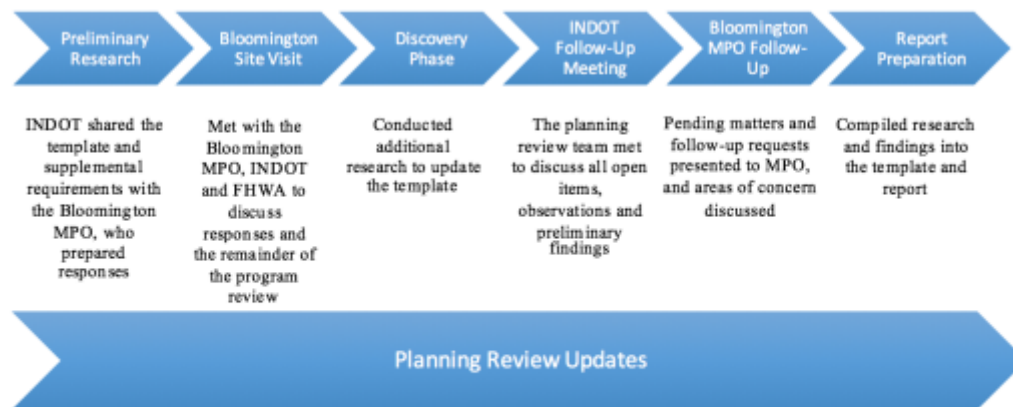 Preliminary
Research
Bloomington
Site Visit
Discovery
Phase
INDOT
Follow-Up
Meeting
Bloomington
MPO Follow-
Up
Report
Preparation
INDOT shared the
template and
supplemental
requirements with
the Bloomington
MPO, who
prepared
responses
Met with the
Bloomington
MPO, INDOT
and FHWA to
discuss
responses and
the remainder of
the program
review
Conducted
additional
research to update
the template
The planning
review team met
to discuss all open
items,
observations and
preliminary
findings
Pending matters and
follow-up requests
presented to MPO,
and areas of concern
discussed
Compiled research
and findings into
the template and
report
Planning Review Updates